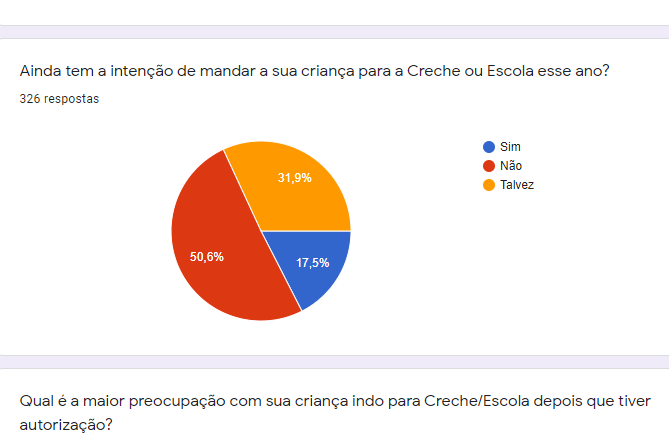 Ainda tem a intenção de mandar a sua criança para a Creche ou Escola esse ano?
326 respostas
Sim
Não
Talvez
31,9%
50,6%
17,5%
Qual é a maior preocupação com sua criança indo para Creche/Escola depois que tiver
autorização?